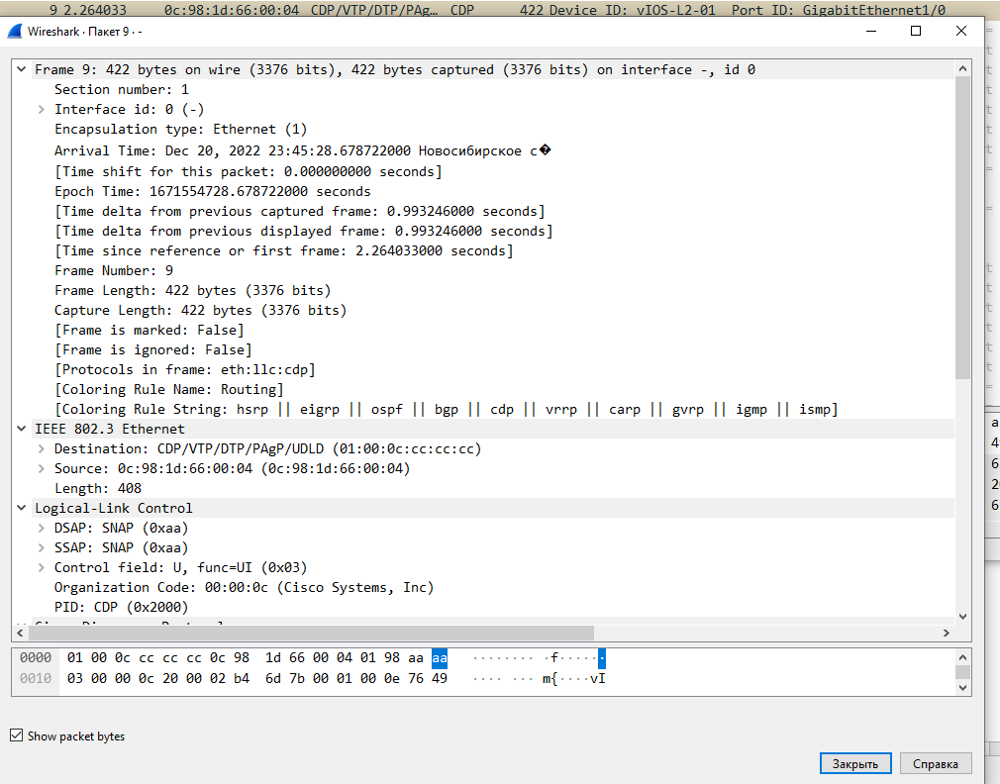 9 2.264033 0c:98:1d:66:00:04 CDP/VTP/DTP/PAg… CDP 422 Device ID: vIOS-L2-01 Port ID: GigabitEthernet1/0
Wireshark · Пакет 9 · -
Frame 9: 422 bytes on wire (3376 bits), 422 bytes captured (3376 bits) on interface -, id 0
Section number: 1
Interface id: 0 (-)
Encapsulation type: Ethernet (1)
Arrival Time: Dec 20, 2022 23:45:28.678722000 Новосибирское с�
[Time shift for this packet: 0.000000000 seconds]
Epoch Time: 1671554728.678722000 seconds
[Time delta from previous captured frame: 0.993246000 seconds]
[Time delta from previous displayed frame: 0.993246000 seconds]
[Time since reference or first frame: 2.264033000 seconds]
Frame Number: 9
Frame Length: 422 bytes (3376 bits)
Capture Length: 422 bytes (3376 bits)
[Frame is marked: False]
[Frame is ignored: False]
[Protocols in frame: eth:llc:cdp]
[Coloring Rule Name: Routing]
[Coloring Rule String: hsrp || eigrp || ospf || bgp || cdp || vrrp || carp || gvrp || igmp || ismp]
IEEE 802.3 Ethernet
Destination: CDP/VTP/DTP/PAgP/UDLD (01:00:0c:cc:cc:cc)
Source: 0c:98:1d:66:00:04 (0c:98:1d:66:00:04)
Length: 408
Logical-Link Control
DSAP: SNAP (0xaa)
SSAP: SNAP (0xaa)
Control field: U, func=UI (0x03)
Organization Code: 00:00:0c (Cisco Systems, Inc)
PID: CDP (0x2000)
0000 01 00 0c cc cc cc 0c 98 1d 66 00 04 01 98 aa aa ········ ·f······
0010 03 00 00 0c 20 00 02 b4 6d 7b 00 01 00 0e 76 49 ···· ··· m{····vI
Show packet bytes
Закрыть Справка